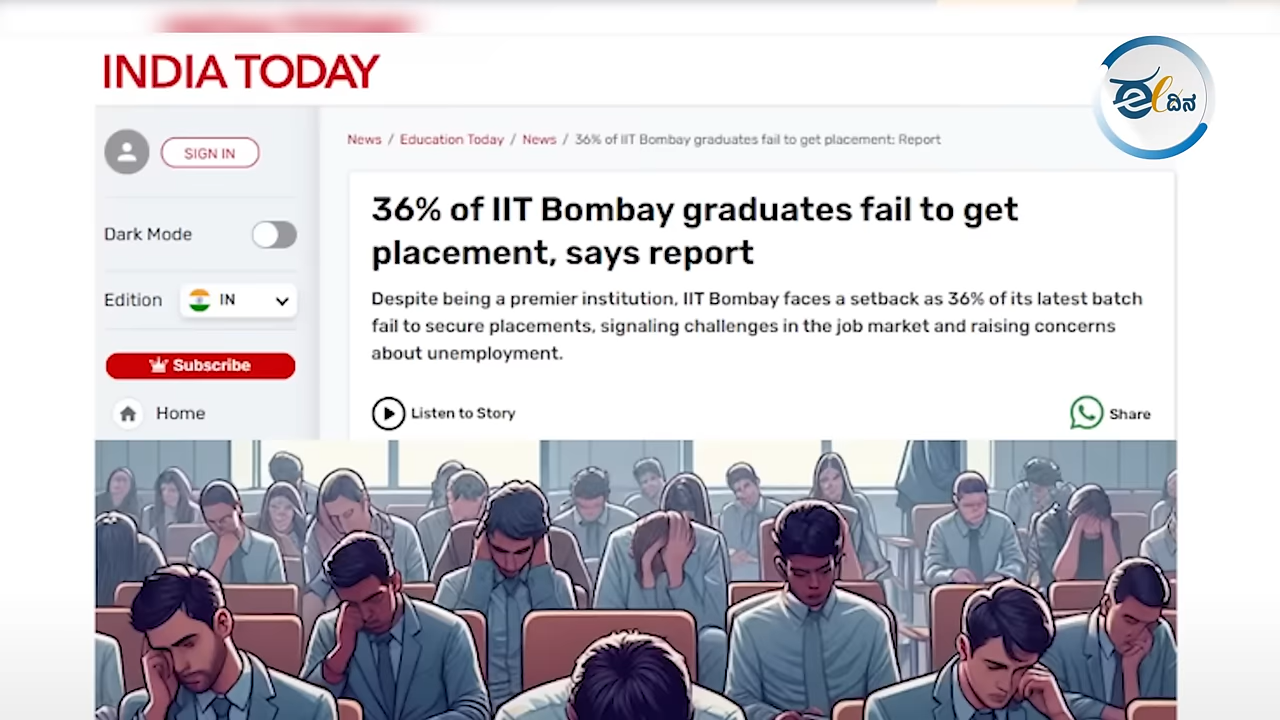 INDIA TODAY
ಈ ದಿನ
SIGN IN
Dark Mode
Edition
IN
Subscribe
Home
News / Education Today / News / 36% of IIT Bombay graduates fail to get placement: Report
36% of IIT Bombay graduates fail to get
placement, says report
Despite being a premier institution, IIT Bombay faces a setback as 36% of its latest batch
fail to secure placements, signaling challenges in the job market and raising concerns
about unemployment.
Listen to Story
Share